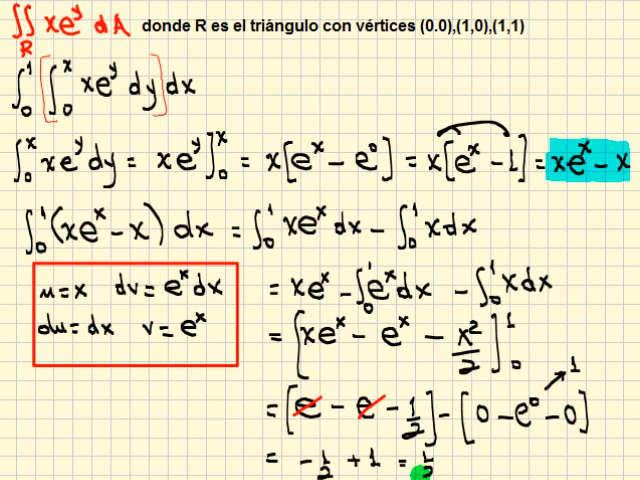 ∬_R xe^y dA donde R es el triángulo con vértices (0.0),(1,0),(1,1)
∫_0^1 [∫_0^x xe^y dy] dx
∫_0^x xe^y dy = xe^y]_0^x = x[e^x - e^0] = x[e^x - 1] = xe^x - x
∫_0^1 (xe^x - x) dx = ∫_0^1 xe^x dx - ∫_0^1 x dx
u = x dv = e^x dx
du = dx v = e^x
= xe^x - ∫_0^1 e^x dx - ∫_0^1 x dx
= [xe^x - e^x - x^2/2]_0^1
= [e - e - 1/2] - [0 - e^0 - 0] 1
= - 1/2 + 1 = 1/2